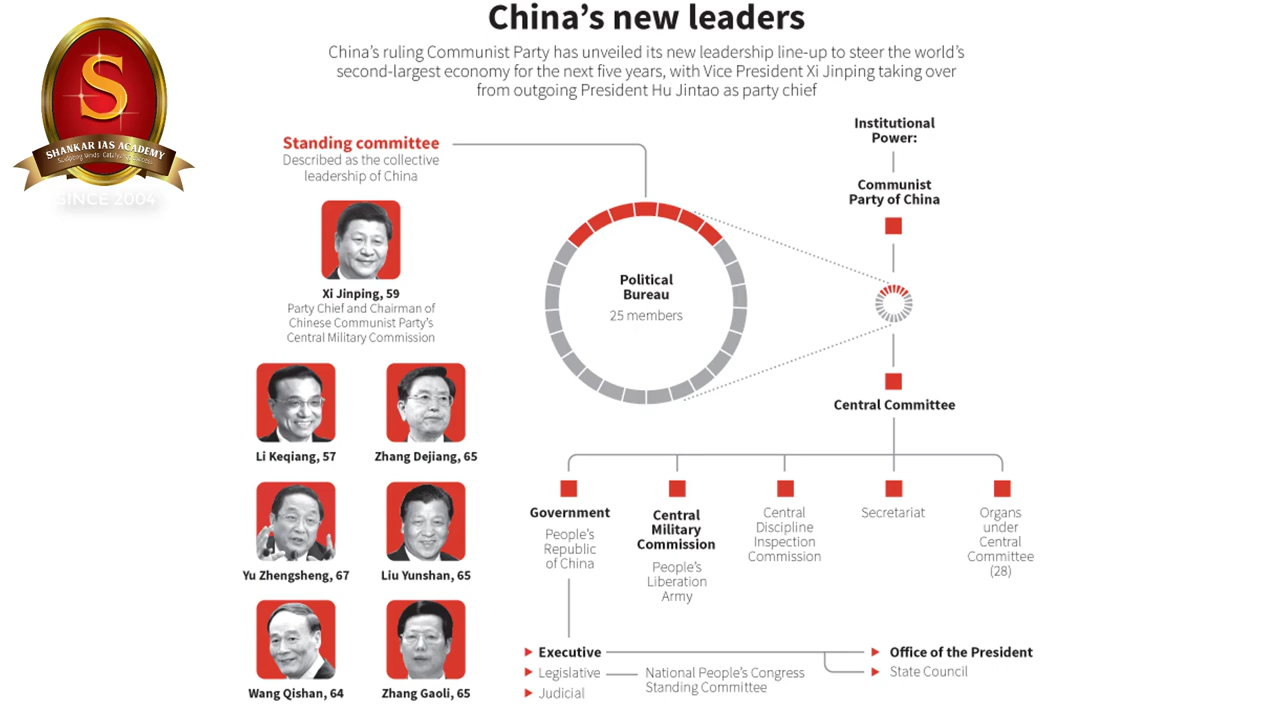 China's new leaders
China's ruling Communist Party has unveiled its new leadership line-up to steer the world's
second-largest economy for the next five years, with Vice President Xi Jinping taking over
from outgoing President Hu Jintao as party chief
S
SHANKAR IAS ACADEMY
SINCE 2004
Standing committee
Described as the collective
leadership of China
Xi Jinping, 59
Party Chief and Chairman of
Chinese Communist Party's
Central Military Commission
Li Keqiang, 57
Zhang Dejiang, 65
Yu Zhengsheng, 67
Liu Yunshan, 65
Wang Qishan, 64
Zhang Gaoli, 65
Political
Bureau
25 members
Institutional
Power:
Communist
Party of China
Central Committee
Government
People's
Republic
of China
Central
Military
Commission
People's
Liberation
Army
Central
Discipline
Inspection
Commission
Secretariat
Organs
under
Central
Committee
(28)
Executive
Legislative
Judicial
National People's Congress
Standing Committee
Office of the President
State Council